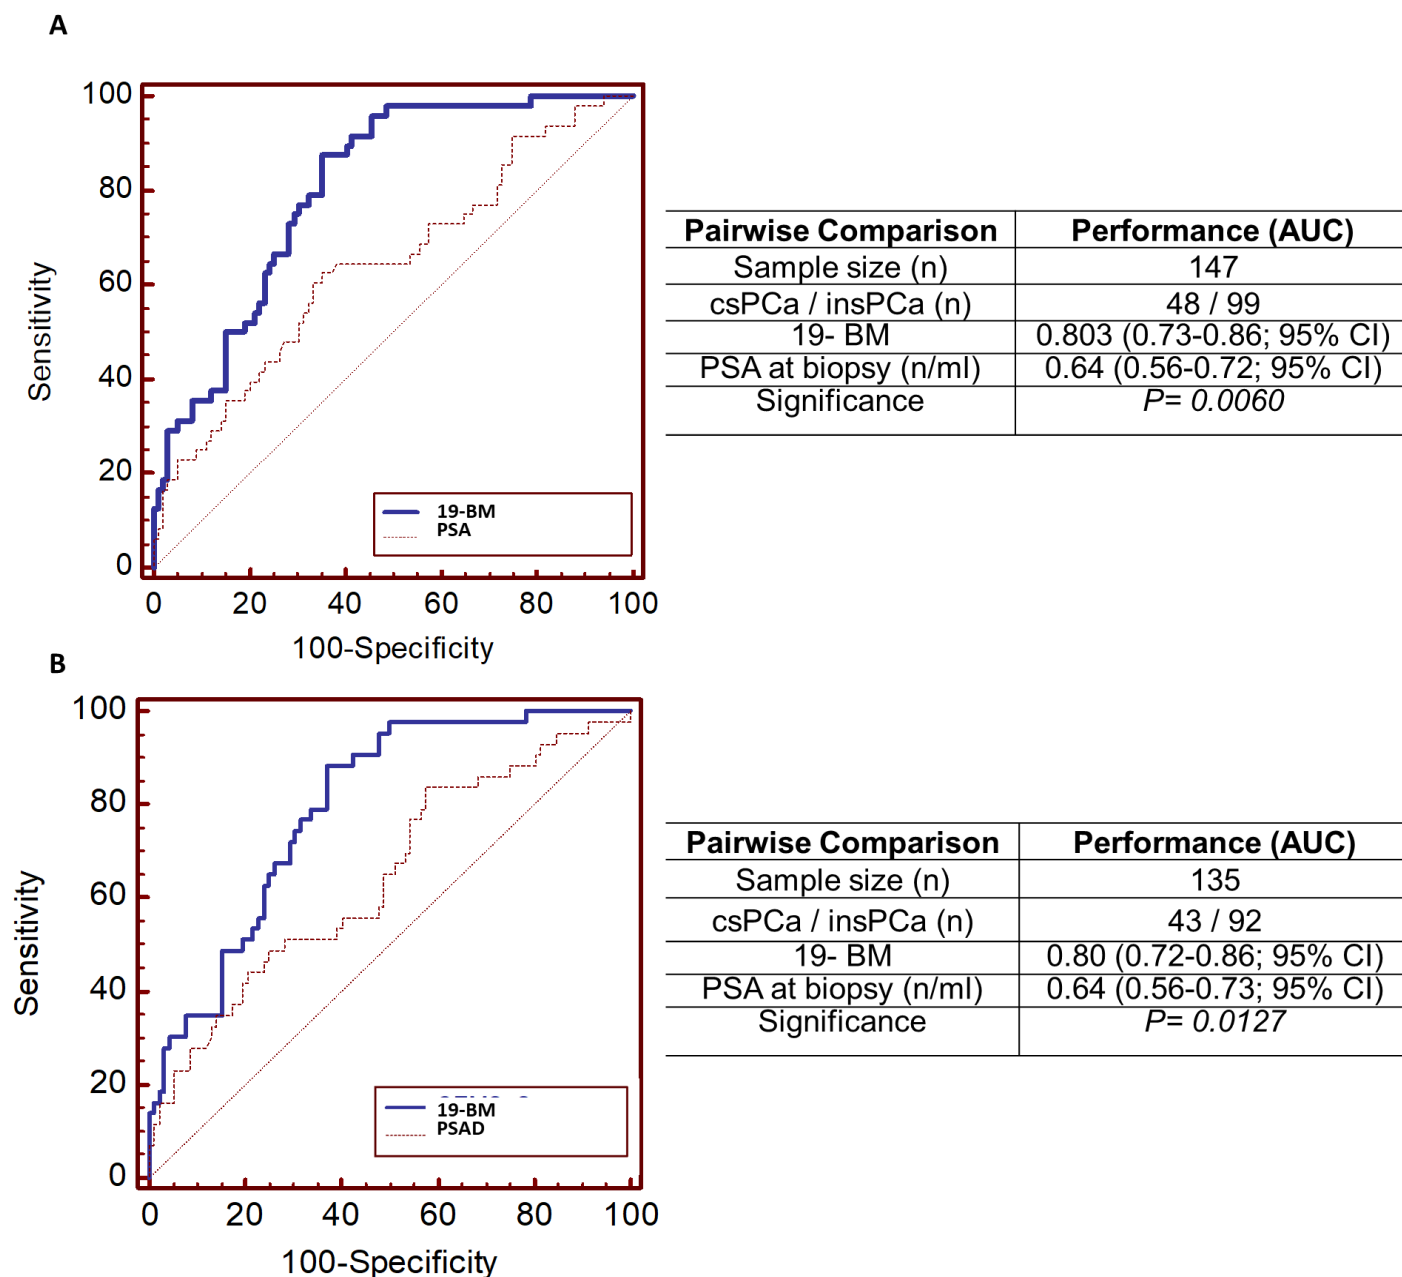 A
100
80
60
40
20
0
Sensitivity
19-BM
PSA
0 20 40 60 80 100
100-Specificity
Pairwise Comparison Performance (AUC)
Sample size (n) 147
csPCa / insPCa (n) 48 / 99
19- BM 0.803 (0.73-0.86; 95% CI)
PSA at biopsy (n/ml) 0.64 (0.56-0.72; 95% CI)
Significance P= 0.0060
B
100
80
60
40
20
0
Sensitivity
19-BM
PSAD
0 20 40 60 80 100
100-Specificity
Pairwise Comparison Performance (AUC)
Sample size (n) 135
csPCa / insPCa (n) 43 / 92
19- BM 0.80 (0.72-0.86; 95% CI)
PSA at biopsy (n/ml) 0.64 (0.56-0.73; 95% CI)
Significance P= 0.0127